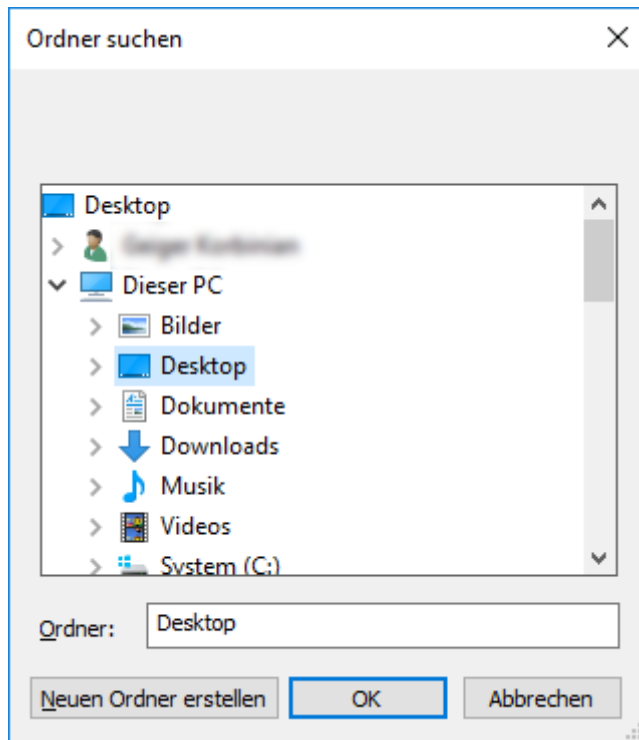 Ordner suchen
Desktop
Dieser PC
Bilder
Desktop
Dokumente
Downloads
Musik
Videos
System (C:)
Ordner: Desktop
Neuen Ordner erstellen OK Abbrechen